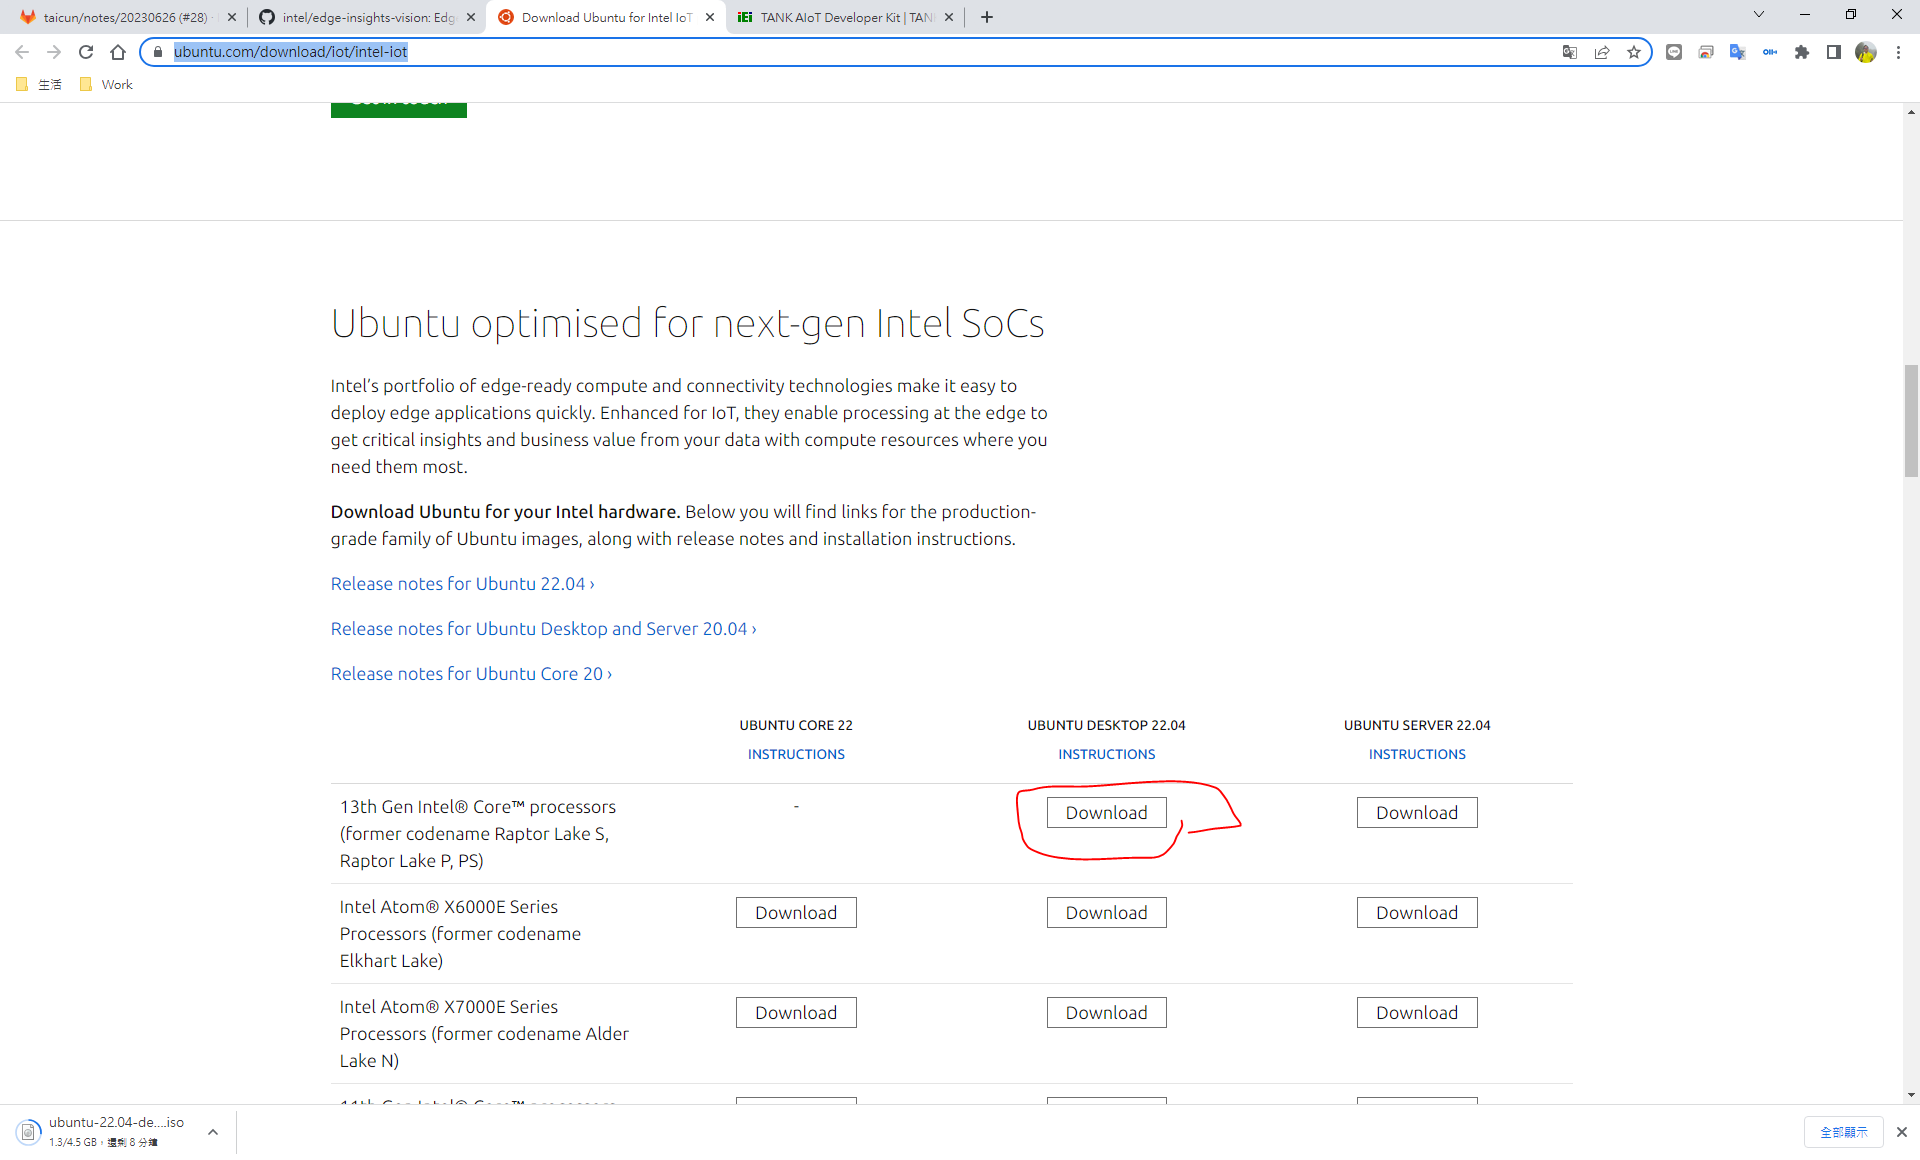 taicun/notes/20230626 (#28) ·
intel/edge-insights-vision: Edg
Download Ubuntu for Intel IoT
iEi TANK AIoT Developer Kit | TAN
ubuntu.com/download/iot/intel-iot
生活
Work
Ubuntu optimised for next-gen Intel SoCs
Intel’s portfolio of edge-ready compute and connectivity technologies make it easy to
deploy edge applications quickly. Enhanced for IoT, they enable processing at the edge to
get critical insights and business value from your data with compute resources where you
need them most.
Download Ubuntu for your Intel hardware. Below you will find links for the production-
grade family of Ubuntu images, along with release notes and installation instructions.
Release notes for Ubuntu 22.04 ›
Release notes for Ubuntu Desktop and Server 20.04 ›
Release notes for Ubuntu Core 20 ›
UBUNTU CORE 22
UBUNTU DESKTOP 22.04
UBUNTU SERVER 22.04
INSTRUCTIONS
INSTRUCTIONS
INSTRUCTIONS
13th Gen Intel® Core™ processors
(former codename Raptor Lake S,
Raptor Lake P, PS)
-
Download
Download
Intel Atom® X6000E Series
Processors (former codename
Elkhart Lake)
Download
Download
Download
Intel Atom® X7000E Series
Processors (former codename Alder
Lake N)
Download
Download
Download
11th Gen Intel® Core™ processors
ubuntu-22.04-de....iso
1.3/4.5 GB，還剩 8 分鐘
全部顯示